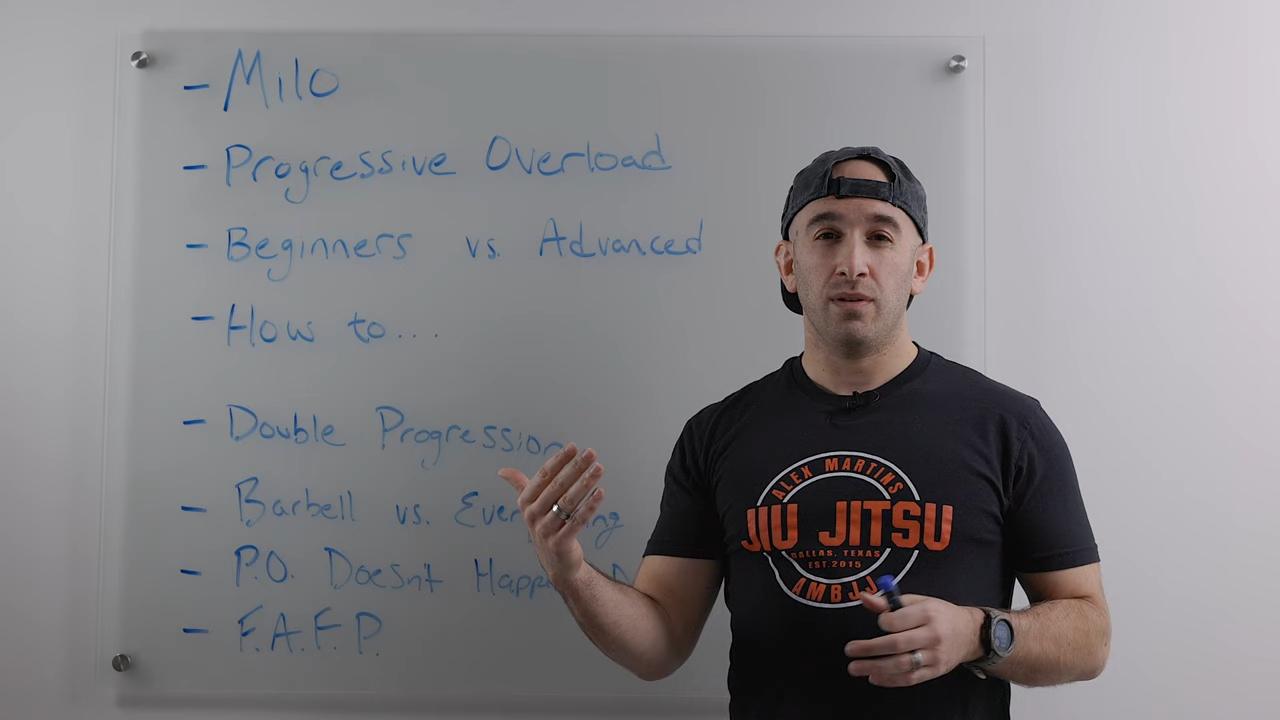 - Milo
- Progressive Overload
- Beginners vs. Advanced
- How to...
- Double Progression
- Barbell vs.
- P.O. Doesn't
- F.A.F.P.
ALEX MARTINS
JIU JITSU
DALLAS, TEXAS
EST. 2015
AMBJJ